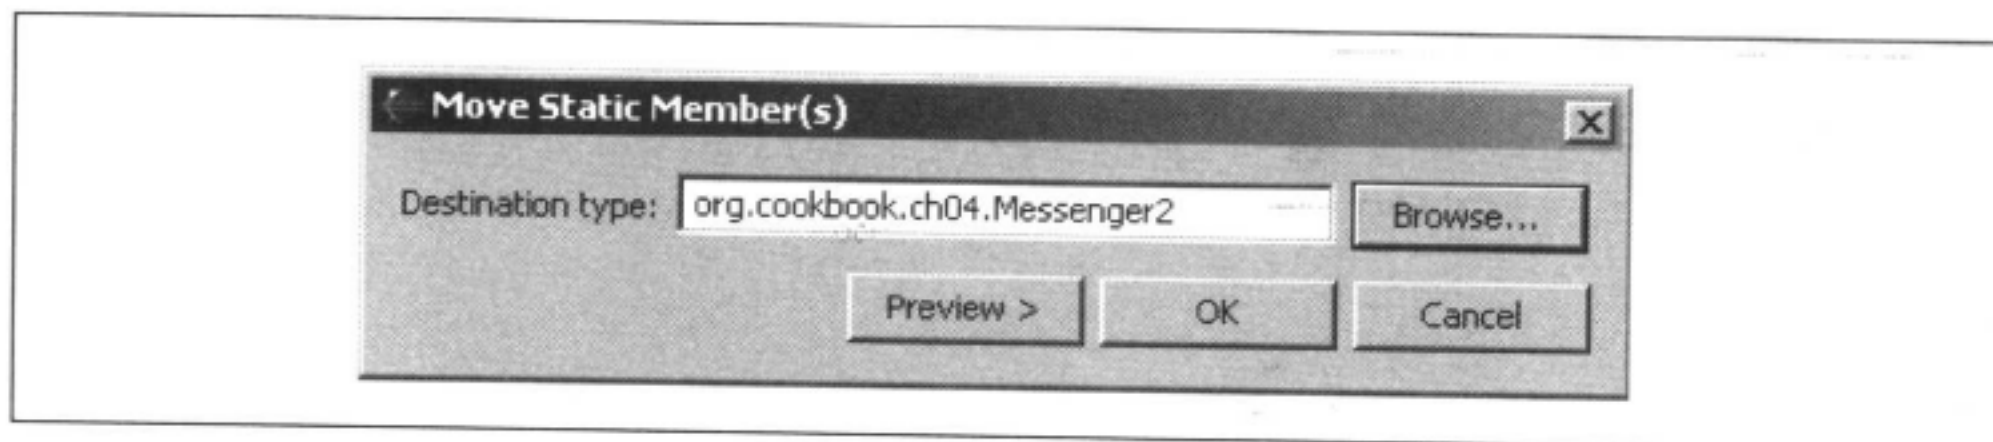 Move Static Member(s)
Destination type: org.cookbook.ch04.Messenger2 Browse...
Preview > OK Cancel